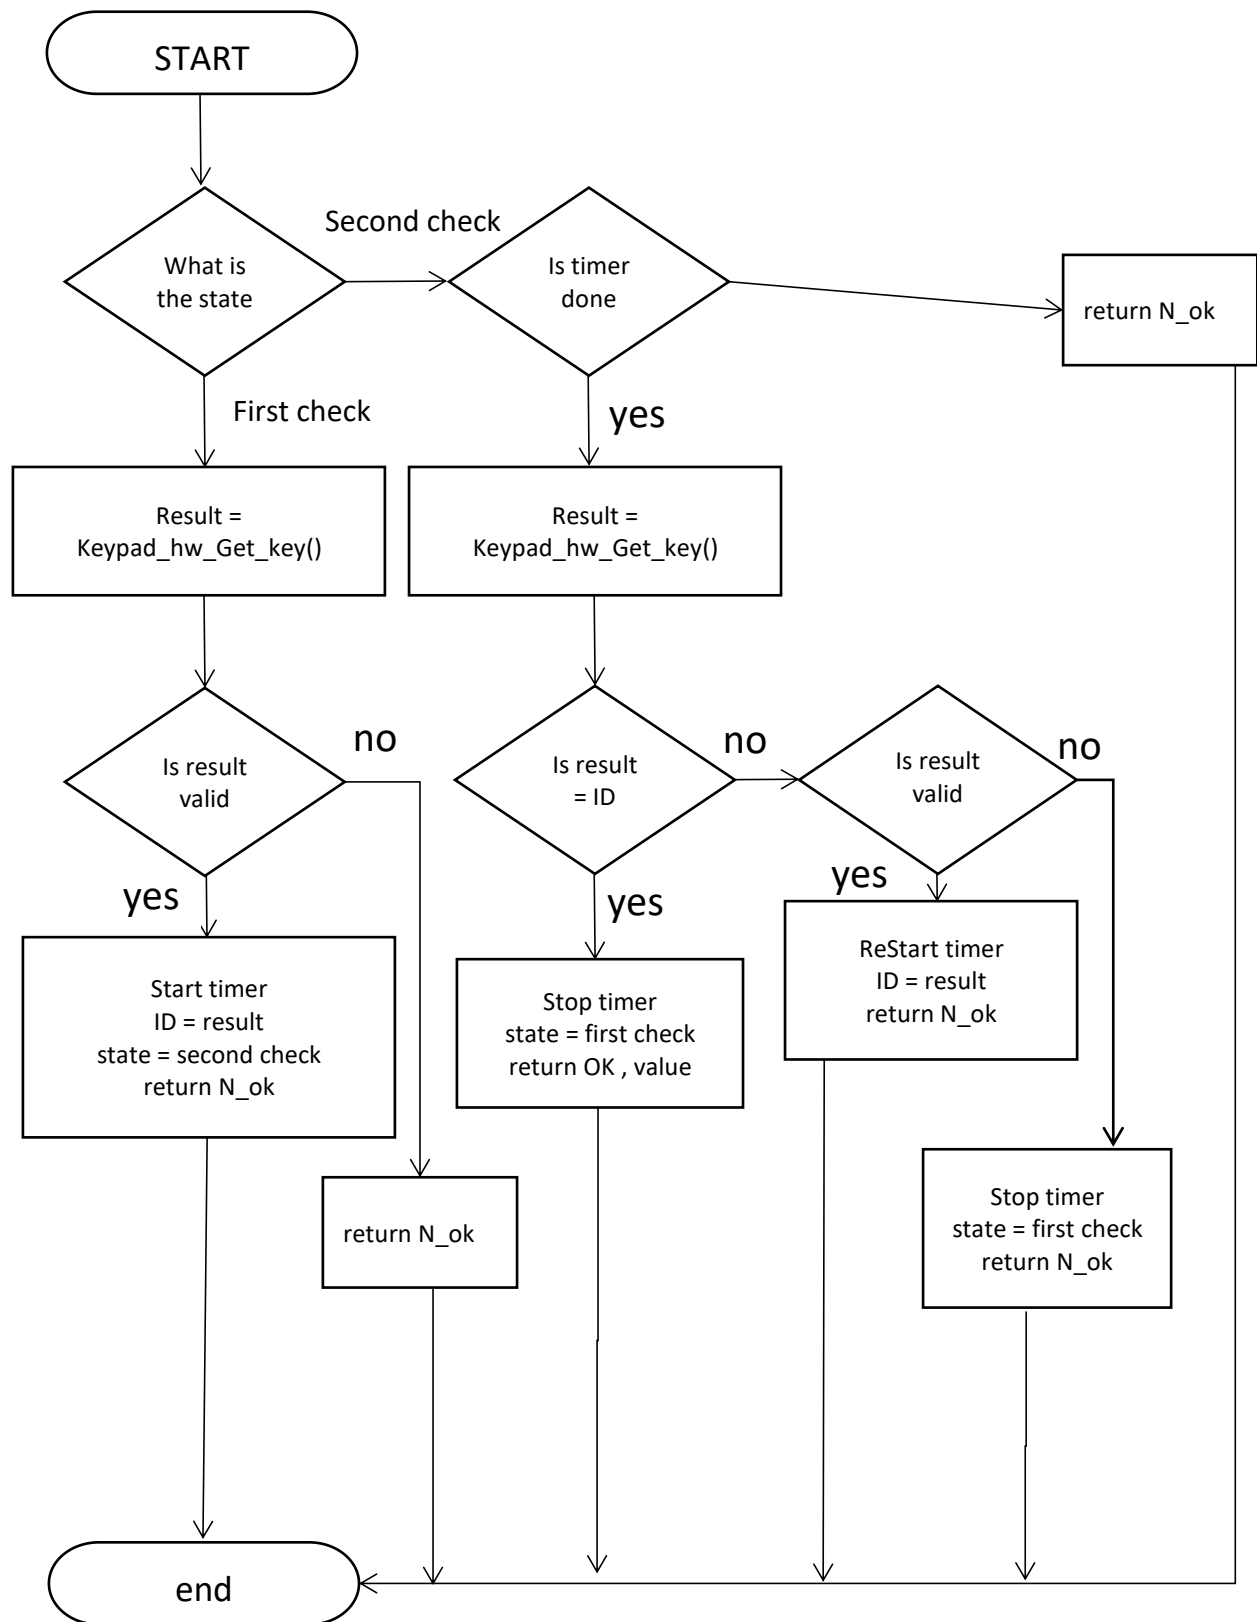 START
Second check
What is
the state
Is timer
done
return N_ok
First check
yes
Result =
Keypad_hw_Get_key()
Result =
Keypad_hw_Get_key()
no
no
no
Is result
valid
Is result
= ID
Is result
valid
yes
yes
yes
Start timer
ID = result
state = second check
return N_ok
Stop timer
state = first check
return OK , value
ReStart timer
ID = result
return N_ok
return N_ok
Stop timer
state = first check
return N_ok
end